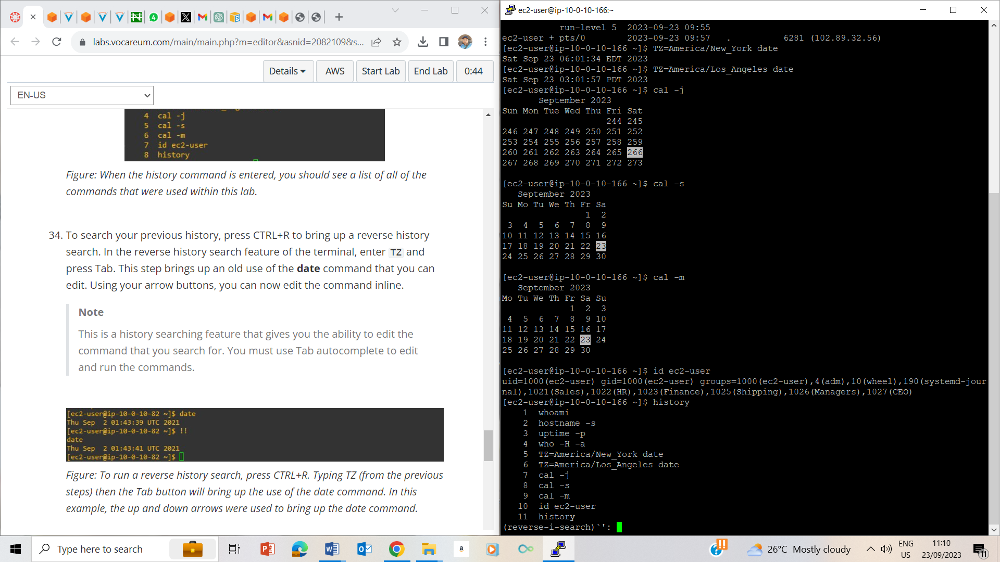 labs.vocareum.com/main/main.php?m=editor&asnid=2082109&s...
Details
AWS
Start Lab
End Lab
0:44
EN-US
4 cal -j
5 cal -s
6 cal -m
7 id ec2-user
8 history
Figure: When the history command is entered, you should see a list of all of the
commands that were used within this lab.
34. To search your previous history, press CTRL+R to bring up a reverse history
search. In the reverse history search feature of the terminal, enter TZ and
press Tab. This step brings up an old use of the date command that you can
edit. Using your arrow buttons, you can now edit the command inline.
Note
This is a history searching feature that gives you the ability to edit the
command that you search for. You must use Tab autocomplete to edit
and run the commands.
[ec2-user@ip-10-0-10-82 ~]$ date
Thu Sep  2 01:43:39 UTC 2021
[ec2-user@ip-10-0-10-82 ~]$ !!
date
Thu Sep  2 01:43:41 UTC 2021
[ec2-user@ip-10-0-10-82 ~]$
Figure: To run a reverse history search, press CTRL+R. Typing TZ (from the previous
steps) then the Tab button will bring up the use of the date command. In this
example, the up and down arrows were used to bring up the date command.
ec2-user@ip-10-0-10-166:~
run-level 5  2023-09-23 09:55
ec2-user + pts/0        2023-09-23 09:57   .          6281 (102.89.32.56)
[ec2-user@ip-10-0-10-166 ~]$ TZ=America/New_York date
Sat Sep 23 06:01:34 EDT 2023
[ec2-user@ip-10-0-10-166 ~]$ TZ=America/Los_Angeles date
Sat Sep 23 03:01:57 PDT 2023
[ec2-user@ip-10-0-10-166 ~]$ cal -j
September 2023
Sun Mon Tue Wed Thu Fri Sat
244 245
246 247 248 249 250 251 252
253 254 255 256 257 258 259
260 261 262 263 264 265 266
267 268 269 270 271 272 273
[ec2-user@ip-10-0-10-166 ~]$ cal -s
September 2023
Su Mo Tu We Th Fr Sa
1  2
3  4  5  6  7  8  9
10 11 12 13 14 15 16
17 18 19 20 21 22 23
24 25 26 27 28 29 30
[ec2-user@ip-10-0-10-166 ~]$ cal -m
September 2023
Mo Tu We Th Fr Sa Su
1  2  3
4  5  6  7  8  9 10
11 12 13 14 15 16 17
18 19 20 21 22 23 24
25 26 27 28 29 30
[ec2-user@ip-10-0-10-166 ~]$ id ec2-user
uid=1000(ec2-user) gid=1000(ec2-user) groups=1000(ec2-user),4(adm),10(wheel),190(systemd-jour
nal),1021(Sales),1022(HR),1023(Finance),1025(Shipping),1026(Managers),1027(CEO)
[ec2-user@ip-10-0-10-166 ~]$ history
1  whoami
2  hostname -s
3  uptime -p
4  who -H -a
5  TZ=America/New_York date
6  TZ=America/Los_Angeles date
7  cal -j
8  cal -s
9  cal -m
10  id ec2-user
11  history
(reverse-i-search)`':
Type here to search
a
26°C Mostly cloudy
ENG
US
11:10
23/09/2023
11